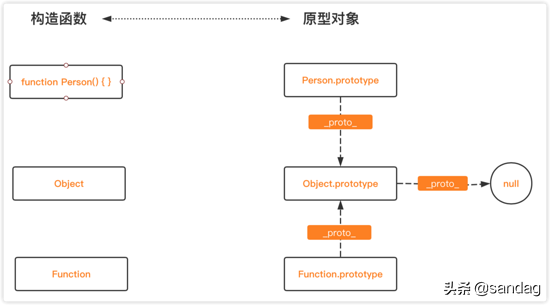 构造函数
原型对象
function Person() { }
Person.prototype
_proto_
Object
Object.prototype
_proto_
null
_proto_
Function
Function.prototype
头条 @sandag